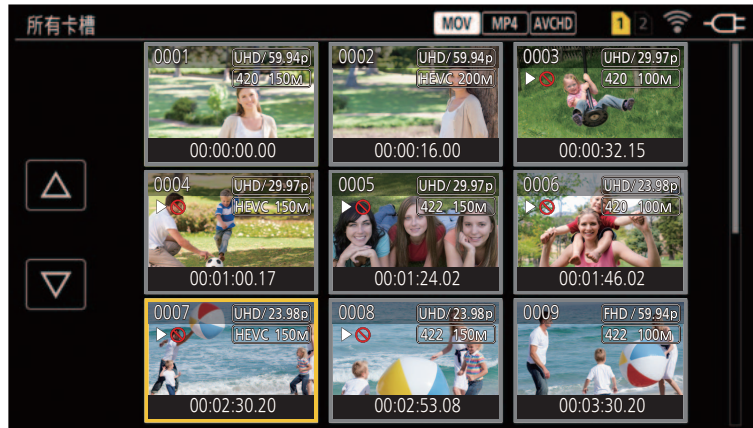 所有卡槽 MOV MP4 AVCHD 1 2
0001 UHD/59.94p 0002 UHD/59.94p 0003 UHD/29.97p
420 150M HEVC 200M 420 100M
00:00:00.00 00:00:16.00 00:00:32.15
0004 UHD/29.97p 0005 UHD/29.97p 0006 UHD/23.98p
HEVC 150M 422 150M 420 100M
00:01:00.17 00:01:24.02 00:01:46.02
0007 UHD/23.98p 0008 UHD/23.98p 0009 FHD/59.94p
HEVC 150M 422 150M 422 100M
00:02:30.20 00:02:53.08 00:03:30.20